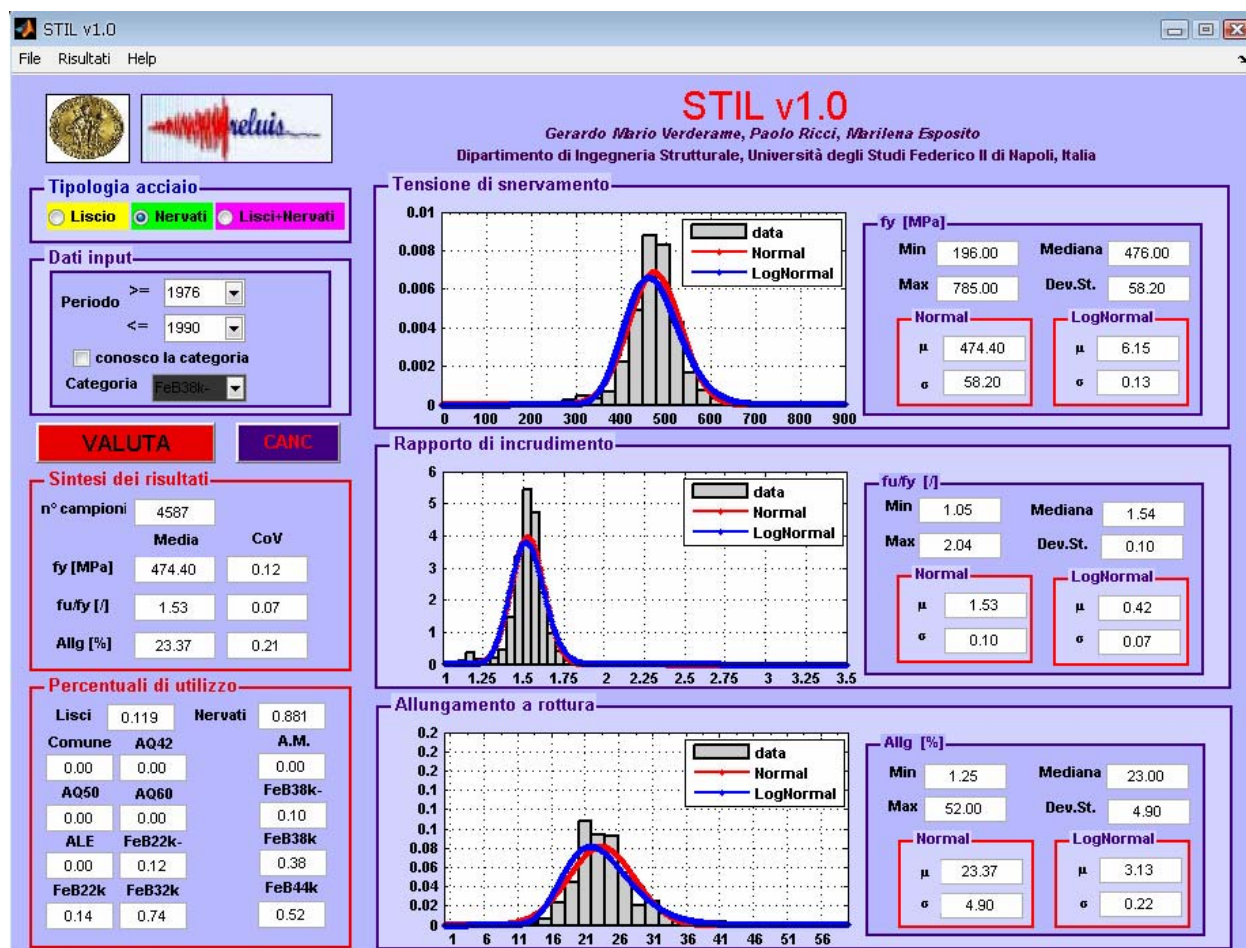 STIL v1.0
File Risultati Help
reluis
STIL v1.0
Gerardo Mario Verderame, Paolo Ricci, Marilena Esposito
Dipartimento di Ingegneria Strutturale, Università degli Studi Federico II di Napoli, Italia
Tipologia acciaio
Liscio Nervati Lisci+Nervati
Dati input
Periodo >= 1976
<= 1990
conosco la categoria
Categoria FeB38k-
VALUTA CANC
Sintesi dei risultati
n° campioni 4587
Media CoV
fy [MPa] 474.40 0.12
fu/fy [/] 1.53 0.07
Allg [%] 23.37 0.21
Percentuali di utilizzo
Lisci 0.119 Nervati 0.881
Comune AQ42 A.M.
0.00 0.00 0.00
AQ50 AQ60 FeB38k-
0.00 0.00 0.10
ALE FeB22k- FeB38k
0.00 0.12 0.38
FeB22k FeB32k FeB44k
0.14 0.74 0.52
Tensione di snervamento
0.01
0.008
0.006
0.004
0.002
0
0 100 200 300 400 500 600 700 800 900
data
Normal
LogNormal
fy [MPa]
Min 196.00 Mediana 476.00
Max 785.00 Dev.St. 58.20
Normal LogNormal
μ 474.40 μ 6.15
σ 58.20 σ 0.13
Rapporto di incrudimento
6
5
4
3
2
1
0
1 1.25 1.5 1.75 2 2.25 2.5 2.75 3 3.25 3.5
data
Normal
LogNormal
fu/fy [/]
Min 1.05 Mediana 1.54
Max 2.04 Dev.St. 0.10
Normal LogNormal
μ 1.53 μ 0.42
σ 0.10 σ 0.07
Allungamento a rottura
0.2
0.2
0.2
0.1
0.1
0.1
0.08
0.06
0.04
0.02
0
1 6 11 16 21 26 31 36 41 46 51 56
data
Normal
LogNormal
Allg [%]
Min 1.25 Mediana 23.00
Max 52.00 Dev.St. 4.90
Normal LogNormal
μ 23.37 μ 3.13
σ 4.90 σ 0.22